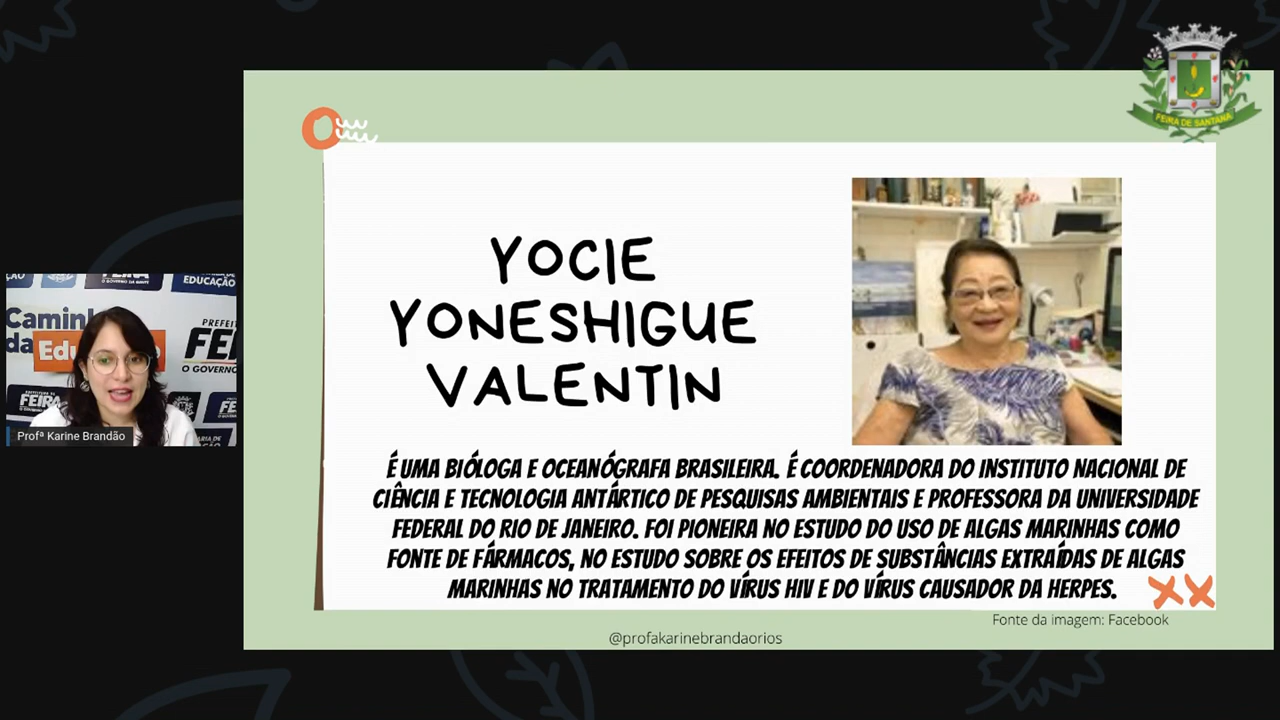 FEIRA DE SANTANA
YOCIE
YONESHIGUE
VALENTIN
É UMA BIÓLOGA E OCEANÓGRAFA BRASILEIRA. É COORDENADORA DO INSTITUTO NACIONAL DE
CIÊNCIA E TECNOLOGIA ANTÁRTICO DE PESQUISAS AMBIENTAIS E PROFESSORA DA UNIVERSIDADE
FEDERAL DO RIO DE JANEIRO. FOI PIONEIRA NO ESTUDO DO USO DE ALGAS MARINHAS COMO
FONTE DE FÁRMACOS, NO ESTUDO SOBRE OS EFEITOS DE SUBSTÂNCIAS EXTRAÍDAS DE ALGAS
MARINHAS NO TRATAMENTO DO VÍRUS HIV E DO VÍRUS CAUSADOR DA HERPES.
Fonte da imagem: Facebook
@profakarinebrandaorios
EDUCAÇÃO
O GOVERNO
FEIRA
Profª Karine Brandão